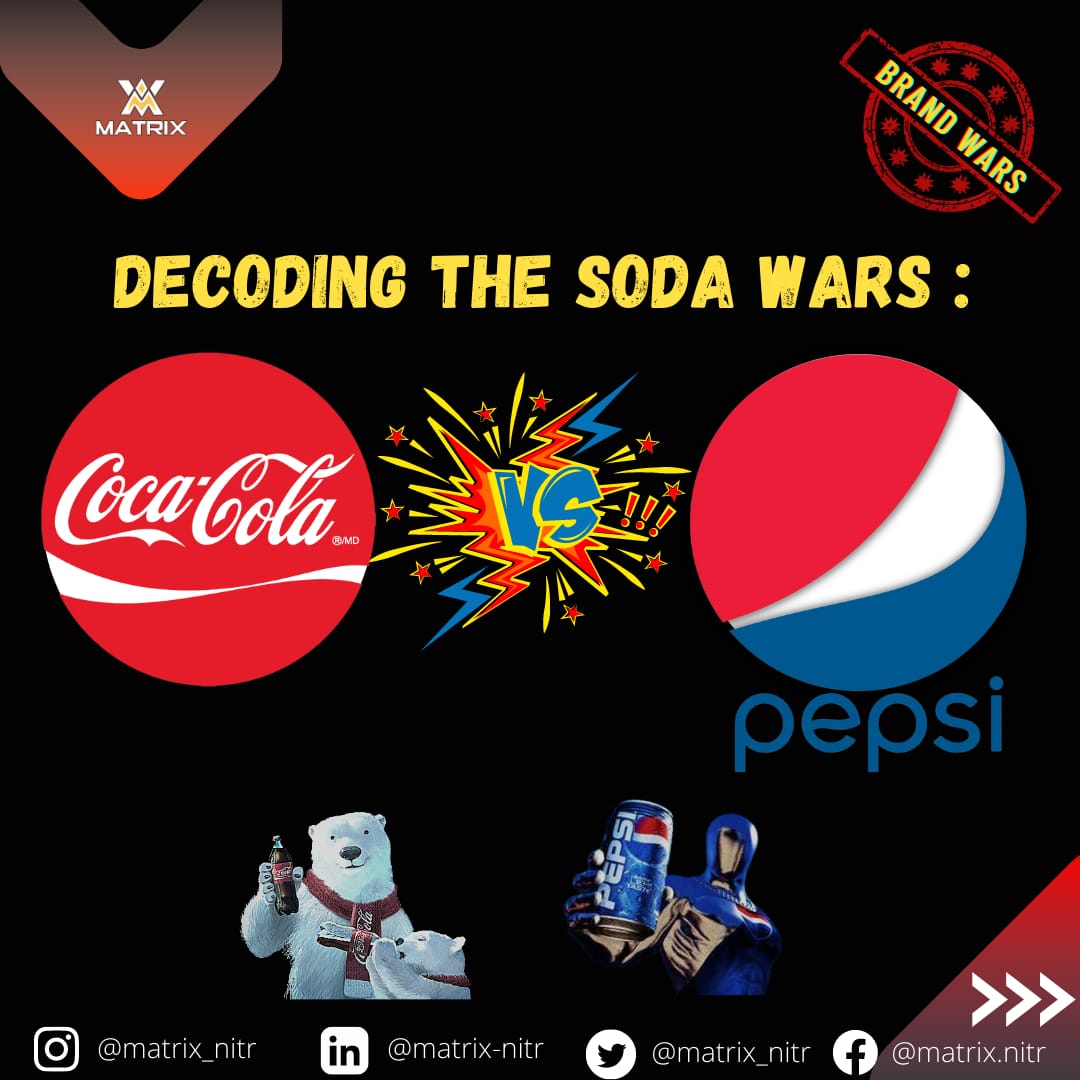 MATRIX
BRAND WARS
DECODING THE SODA WARS :
Coca-Cola
®/MD
VS
!!!
pepsi
PEPSI
@matrix_nitr
@matrix-nitr
@matrix_nitr
@matrix.nitr